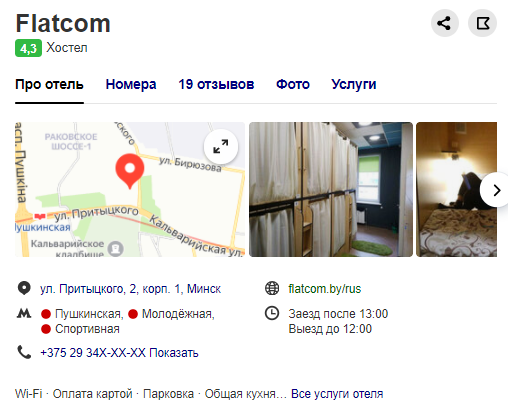 Flatcom
4,3 Хостел
Про отель Номера 19 отзывов Фото Услуги
РАКОВСКОЕ
ШОССЕ-1
ул. Бирюзова
просп. Пушкіна
ул. Притыцкого
Пушкинская
Кальварийская ул.
Кальварийское
кладбище
ул. Притыцкого, 2, корп. 1, Минск
Пушкинская, Молодёжная,
Спортивная
+375 29 34X-XX-XX Показать
flatcom.by/rus
Заезд после 13:00
Выезд до 12:00
Wi-Fi · Оплата картой · Парковка · Общая кухня… Все услуги отеля